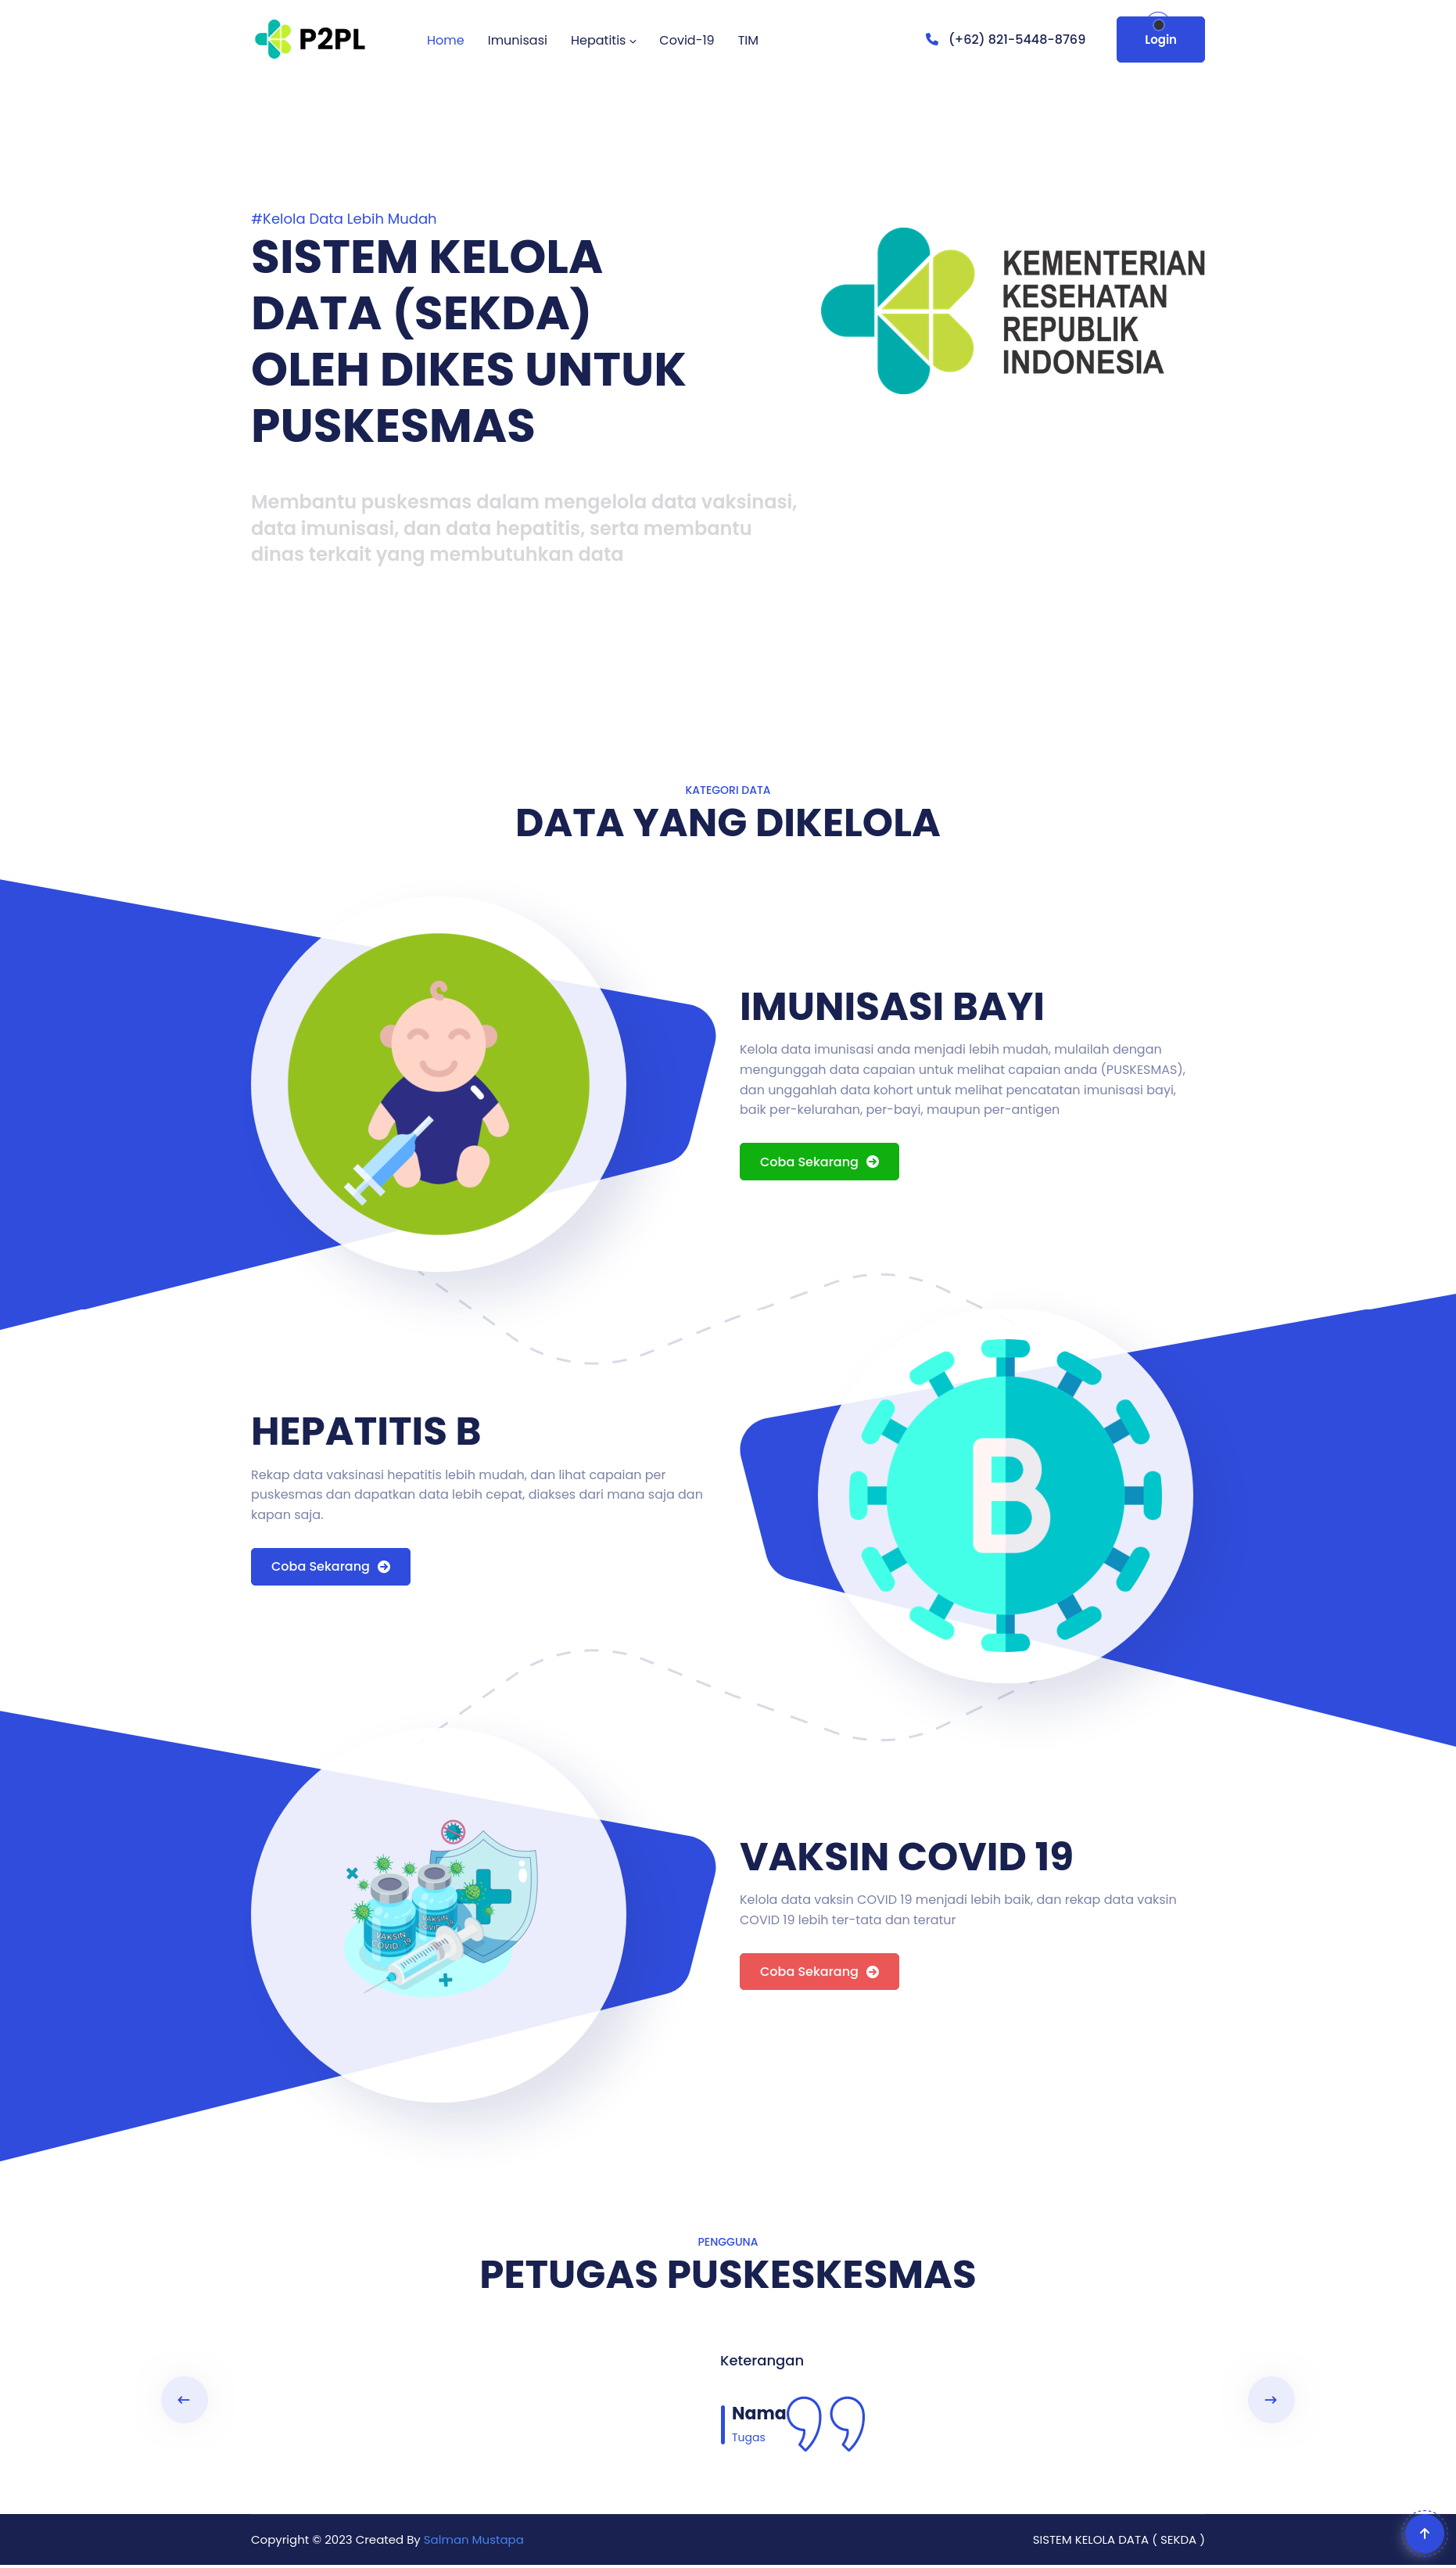 P2PL
Home
Imunisasi
Hepatitis
Covid-19
TIM
(+62) 821-5448-8769
Login
#Kelola Data Lebih Mudah
SISTEM KELOLA
DATA (SEKDA)
OLEH DIKES UNTUK
PUSKESMAS
KEMENTERIAN
KESEHATAN
REPUBLIK
INDONESIA
Membantu puskesmas dalam mengelola data vaksinasi,
data imunisasi, dan data hepatitis, serta membantu
dinas terkait yang membutuhkan data
KATEGORI DATA
DATA YANG DIKELOLA
IMUNISASI BAYI
Kelola data imunisasi anda menjadi lebih mudah, mulailah dengan
mengunggah data capaian untuk melihat capaian anda (PUSKESMAS),
dan unggahlah data kohort untuk melihat pencatatan imunisasi bayi,
baik per-kelurahan, per-bayi, maupun per-antigen
Coba Sekarang
HEPATITIS B
Rekap data vaksinasi hepatitis lebih mudah, dan lihat capaian per
puskesmas dan dapatkan data lebih cepat, diakses dari mana saja dan
kapan saja.
Coba Sekarang
B
VAKSIN
COVID-19
VAKSIN
COVID-19
VAKSIN COVID 19
Kelola data vaksin COVID 19 menjadi lebih baik, dan rekap data vaksin
COVID 19 lebih ter-tata dan teratur
Coba Sekarang
PENGGUNA
PETUGAS PUSKESKESMAS
Keterangan
Nama
Tugas
Copyright © 2023 Created By Salman Mustapa
SISTEM KELOLA DATA ( SEKDA )